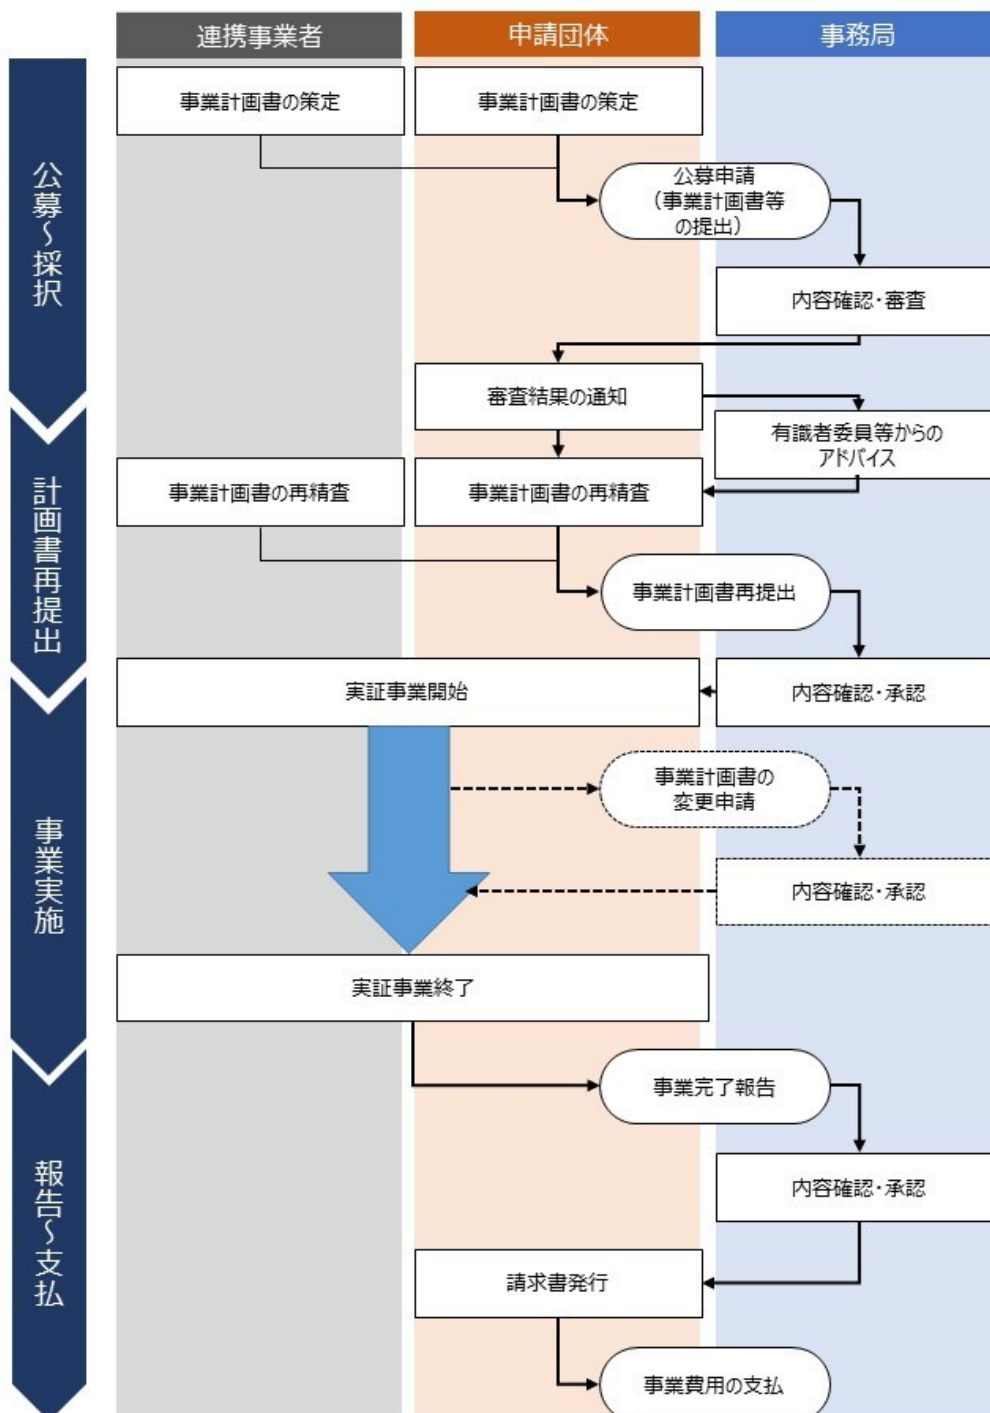 連携事業者
申請団体
事務局
公募～採択
事業計画書の策定
事業計画書の策定
公募申請
（事業計画書等
の提出）
内容確認・審査
審査結果の通知
有識者委員等からの
アドバイス
計画書再提出
事業計画書の再精査
事業計画書の再精査
事業計画書再提出
実証事業開始
内容確認・承認
事業実施
事業計画書の
変更申請
内容確認・承認
実証事業終了
報告～支払
事業完了報告
内容確認・承認
請求書発行
事業費用の支払